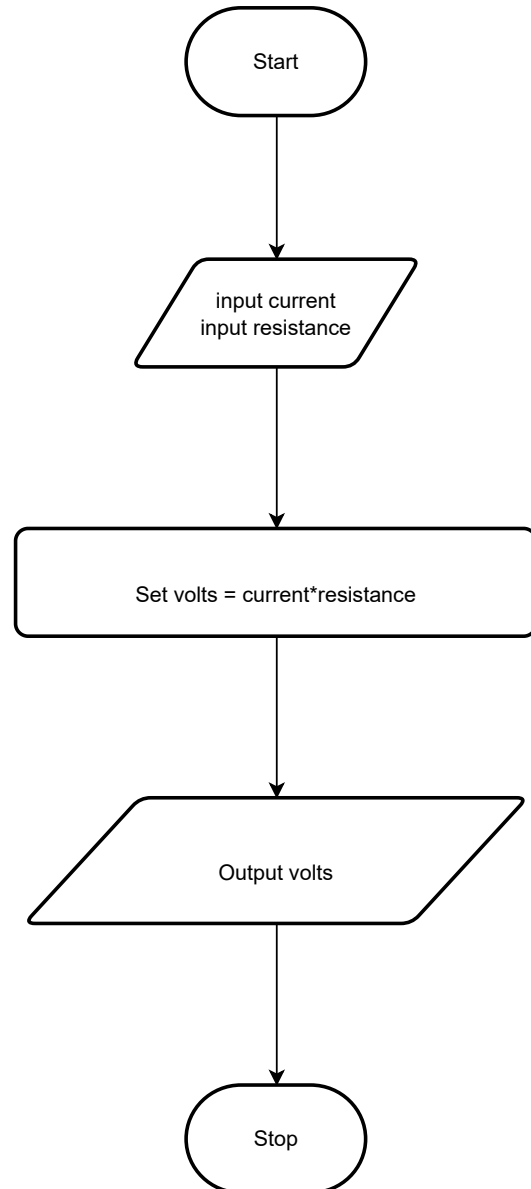 Start
input current
input resistance
Set volts = current*resistance
Output volts
Stop